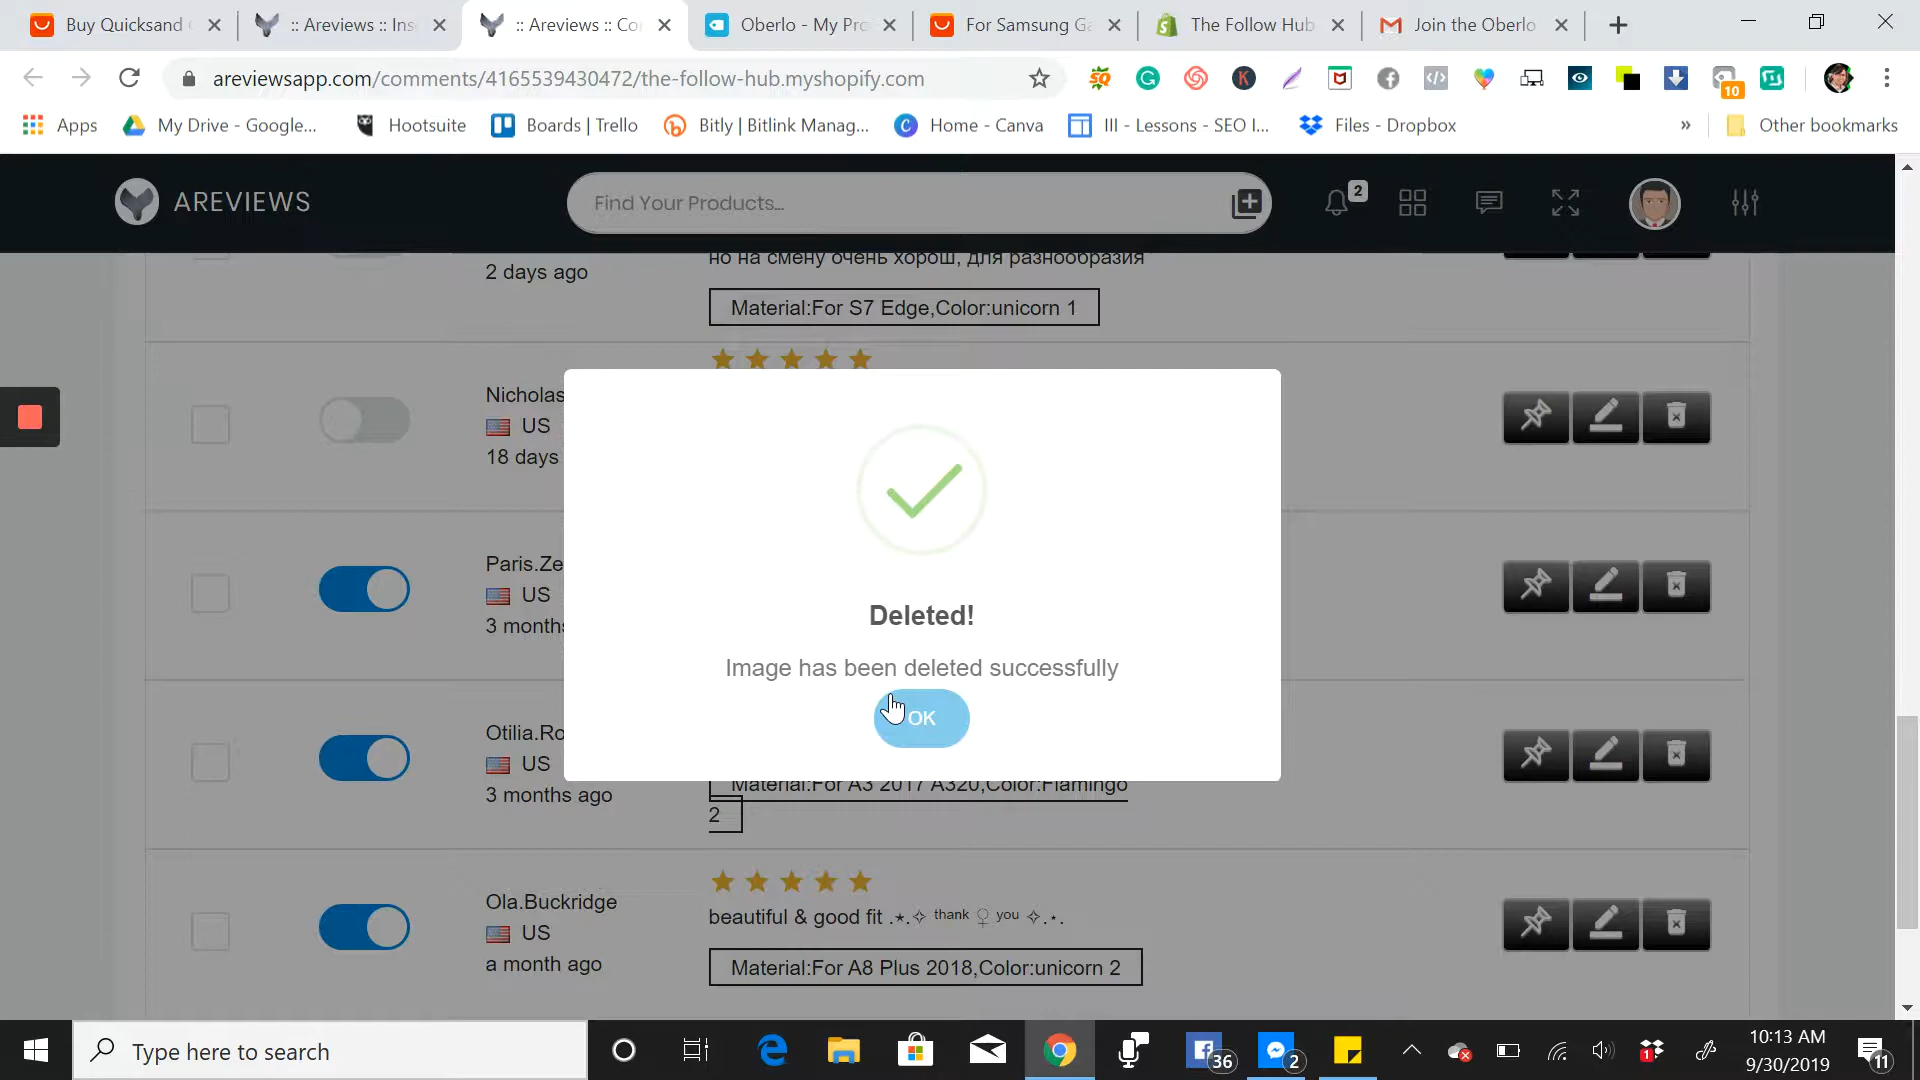 Buy Quicksand
:: Areviews :: Ins
:: Areviews :: Co
Oberlo - My Pro
For Samsung Ga
The Follow Hub
Join the Oberlo
areviewsapp.com/comments/4165539430472/the-follow-hub.myshopify.com
10
Apps
My Drive - Google...
Hootsuite
Boards | Trello
Bitly | Bitlink Manag...
Home - Canva
III - Lessons - SEO I...
Files - Dropbox
»
Other bookmarks
AREVIEWS
Find Your Products...
2
2 days ago
но на смену очень хорош, для разнообразия
Material:For S7 Edge,Color:unicorn 1
Nicholas
US
18 days
Paris.Ze
US
3 months
Deleted!
Image has been deleted successfully
OK
Otilia.Ro
US
3 months ago
Material:For A3 2017 A320,Color:Flamingo
2
Ola.Buckridge
US
a month ago
beautiful & good fit .⋆.✧ ᵗʰᵃⁿᵏ ♀ ʸᵒᵘ ✧.⋆.
Material:For A8 Plus 2018,Color:unicorn 2
Type here to search
36
2
1
10:13 AM
9/30/2019
11